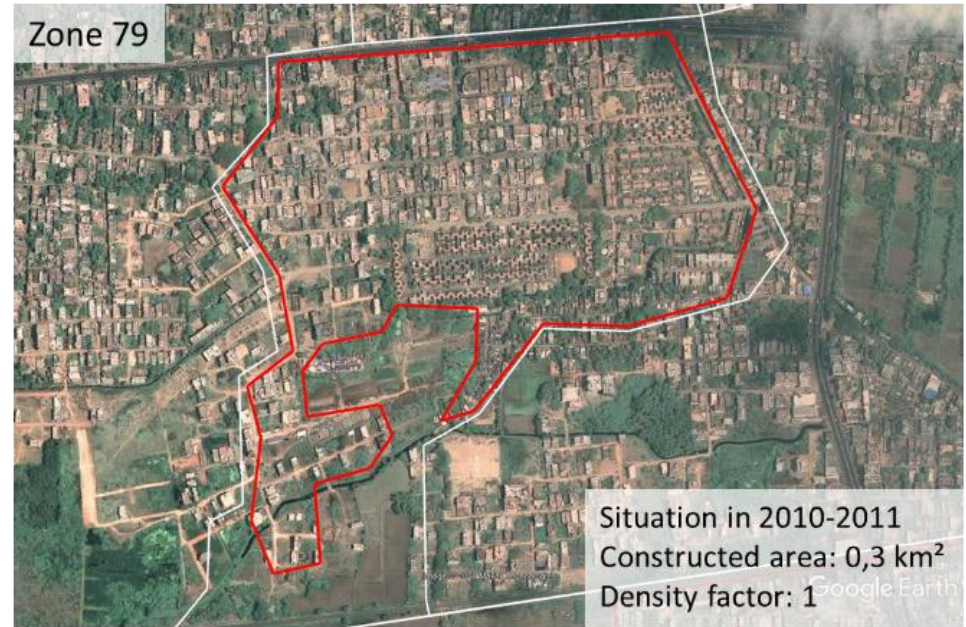 Zone 79
Situation in 2010-2011
Constructed area: 0,3 km²
Density factor: 1
Google Earth